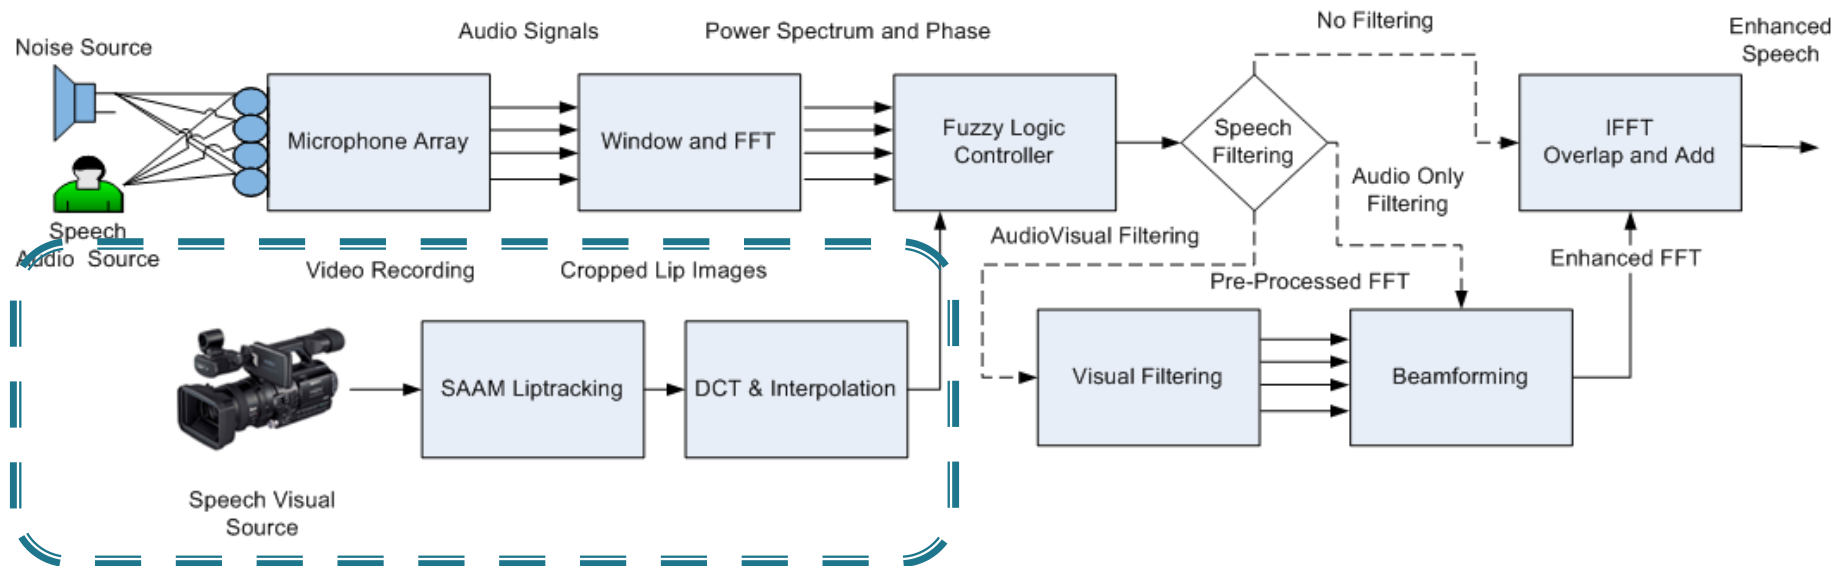 Noise Source
Audio Signals
Power Spectrum and Phase
No Filtering
Enhanced
Speech
Microphone Array
Window and FFT
Fuzzy Logic
Controller
Speech
Filtering
IFFT
Overlap and Add
Audio Only
Filtering
Speech
Audio Source
AudioVisual Filtering
Enhanced FFT
Video Recording
Cropped Lip Images
Pre-Processed FFT
SAAM Liptracking
DCT & Interpolation
Visual Filtering
Beamforming
Speech Visual
Source